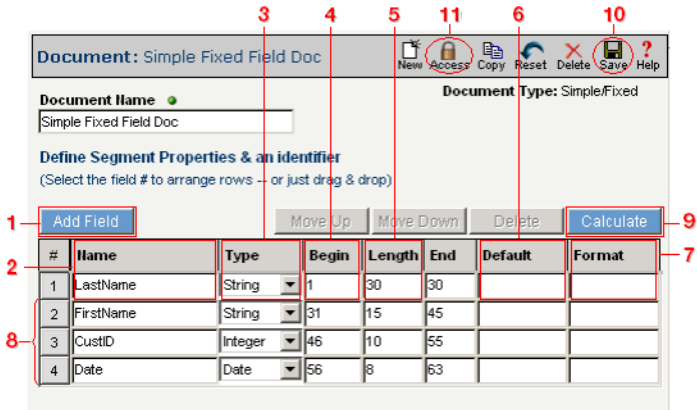 3 4 5 11 6 10
Document: Simple Fixed Field Doc
New Access Copy Reset Delete Save Help
Document Name
Document Type: Simple/Fixed
Simple Fixed Field Doc
Define Segment Properties & an identifier
(Select the field # to arrange rows -- or just drag & drop)
1 Add Field Move Up Move Down Delete Calculate 9
# Name Type Begin Length End Default Format 7
2
1 LastName String 1 30 30
2 FirstName String 31 15 45
8 3 CustID Integer 46 10 55
4 Date Date 56 8 63